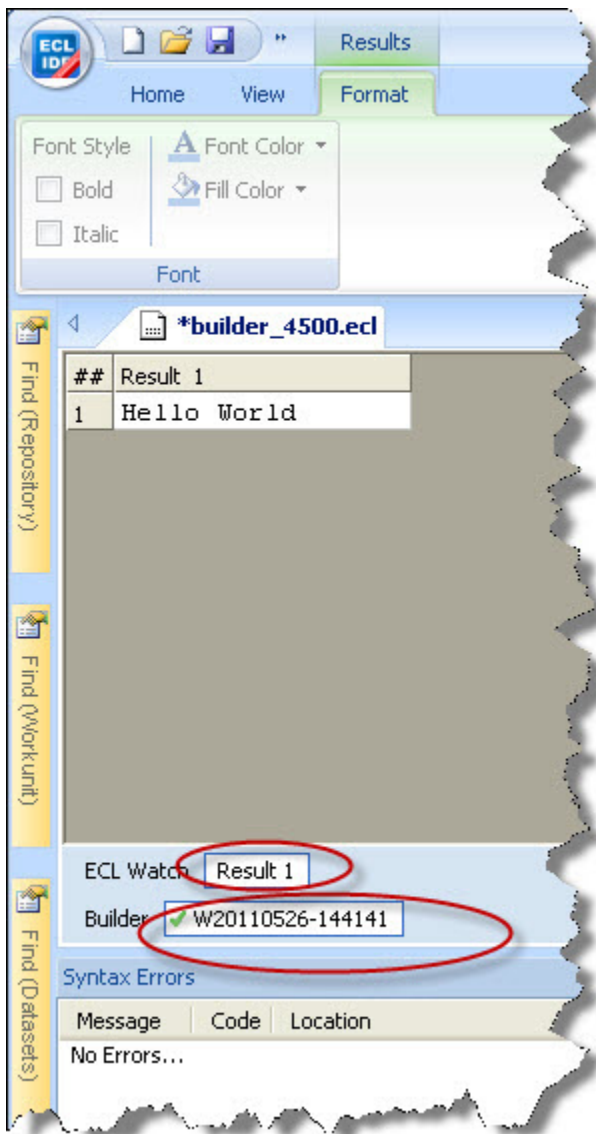 ECL
IDE
Results
Home View Format
Font Style
Font Color
Bold
Fill Color
Italic
Font
*builder_4500.ecl
## Result 1
1 Hello World
Find (Repository)
Find (Workunit)
Find (Datasets)
ECL Watch Result 1
Builder W20110526-144141
Syntax Errors
Message Code Location
No Errors...